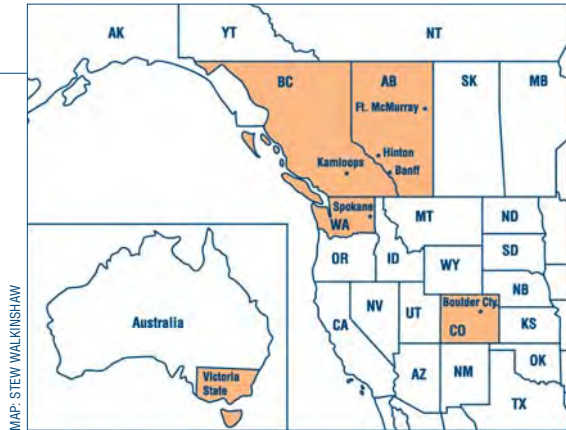 AK
YT
NT
BC
AB
SK
MB
Ft. McMurray
Hinton
Kamloops
Banff
Spokane
WA
MT
ND
OR
ID
SD
WY
NB
Boulder Cty.
NV
UT
CO
KS
CA
OK
AZ
NM
TX
Australia
Victoria
State
MAP: STEW WALKINSHAW